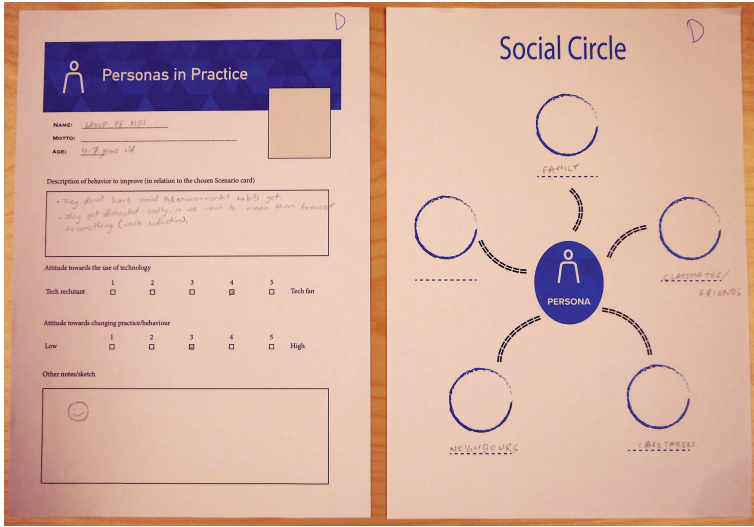 D
Personas in Practice
NAME: GROUP OF KIDS
MOTTO:
AGE: 4-7 years old
Description of behavior to improve (in relation to the chosen Scenario card)
• They don't have social environmental habits yet
• They get distracted easily, so we want to make them focused
to something (waste reduction).
Attitude towards the use of technology
1 2 3 4 5
Tech reclutant Tech fan
Attitude towards changing practice/behaviour
1 2 3 4 5
Low High
Other notes/sketch
D
Social Circle
FAMILY
CLASSMATES/
FRIENDS
PERSONA
NEIGHBOURS
CARETAKERS